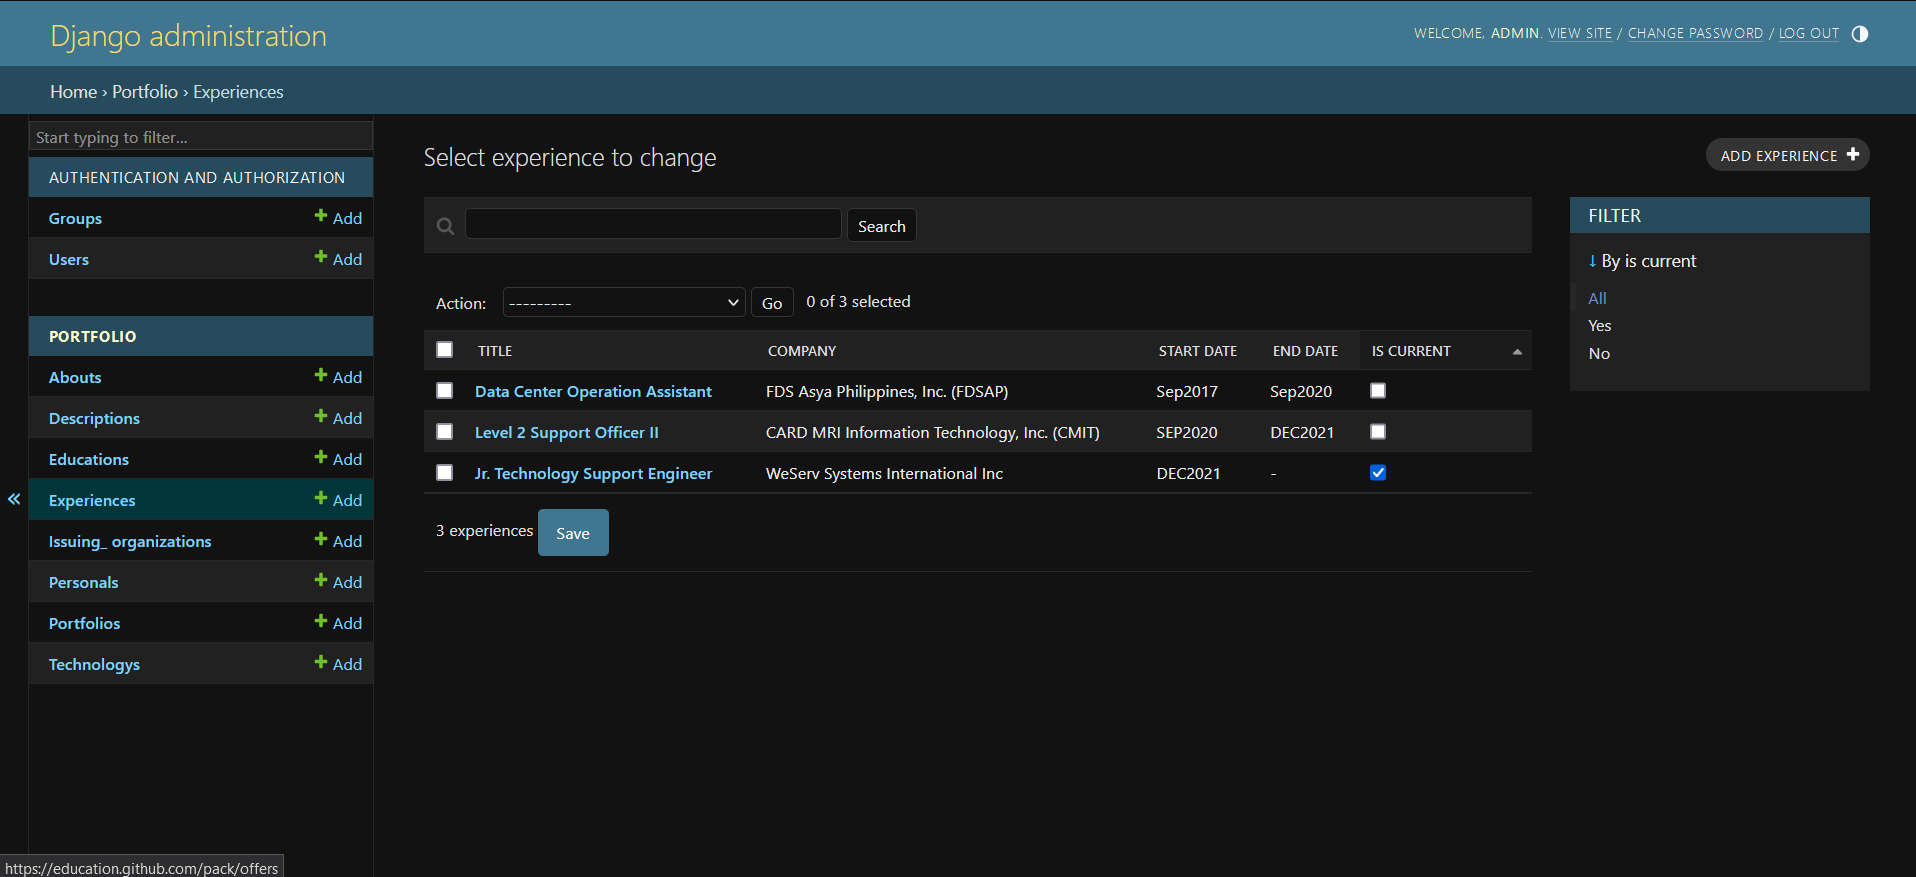 Django administration
WELCOME, ADMIN. VIEW SITE / CHANGE PASSWORD / LOG OUT
Home › Portfolio › Experiences
Start typing to filter...
AUTHENTICATION AND AUTHORIZATION
Groups + Add
Users + Add
PORTFOLIO
Abouts + Add
Descriptions + Add
Educations + Add
Experiences + Add
Issuing_ organizations + Add
Personals + Add
Portfolios + Add
Technologys + Add
«
Select experience to change
ADD EXPERIENCE +
Search
Action: --------- Go 0 of 3 selected
TITLE COMPANY START DATE END DATE IS CURRENT
Data Center Operation Assistant FDS Asya Philippines, Inc. (FDSAP) Sep2017 Sep2020
Level 2 Support Officer II CARD MRI Information Technology, Inc. (CMIT) SEP2020 DEC2021
Jr. Technology Support Engineer WeServ Systems International Inc DEC2021 -
3 experiences Save
FILTER
↓ By is current
All
Yes
No
https://education.github.com/pack/offers